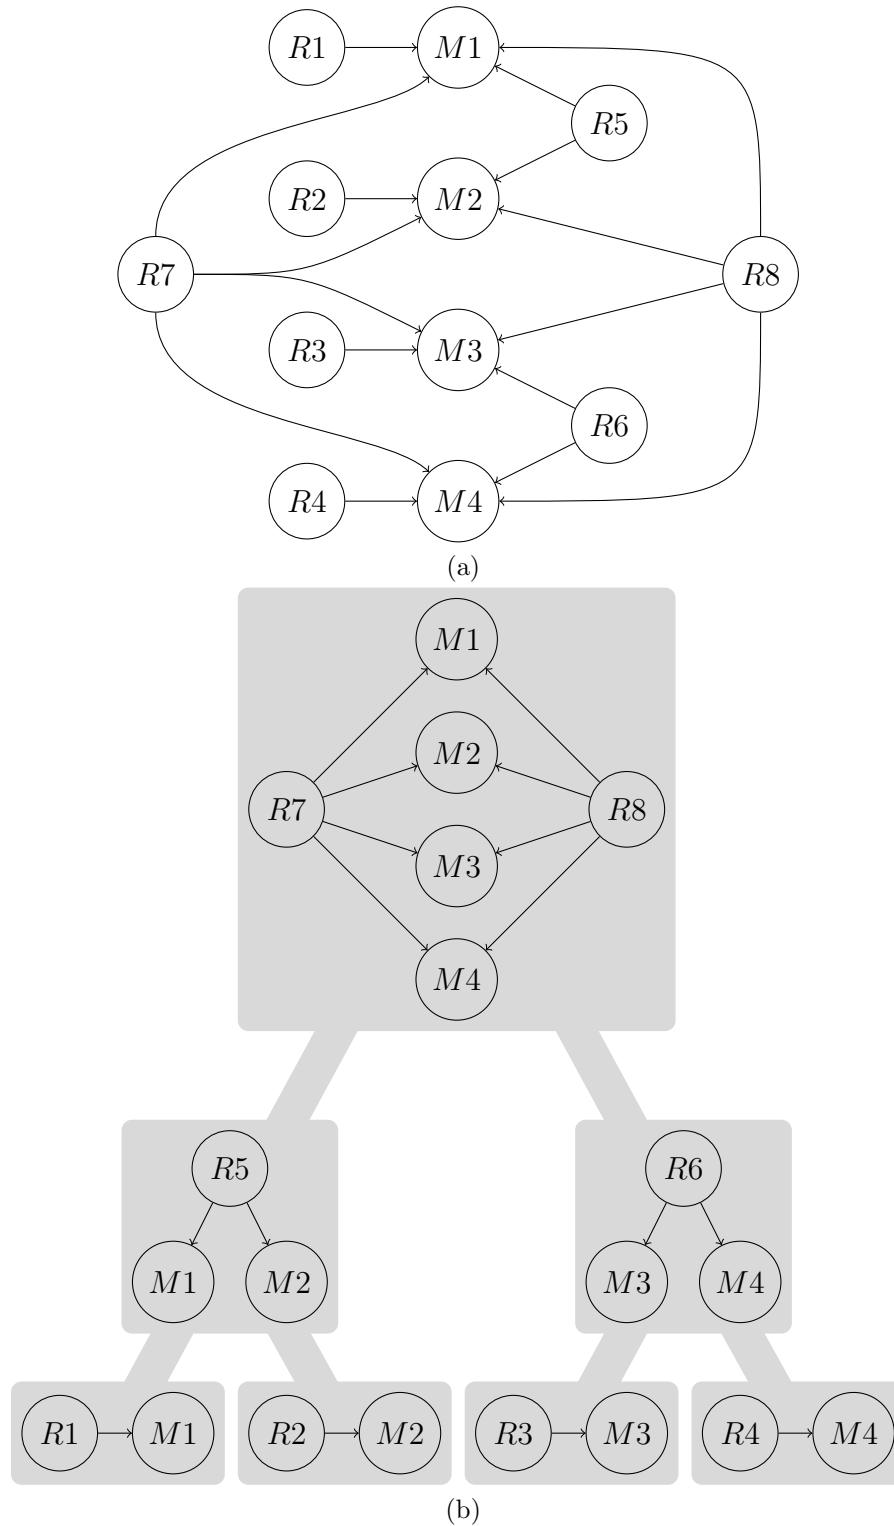 R1 M1
R5
R2 M2
R7 R8
R3 M3
R6
R4 M4
(a)
M1
M2
R7 R8
M3
M4
R5 R6
M1 M2 M3 M4
R1 M1 R2 M2 R3 M3 R4 M4
(b)